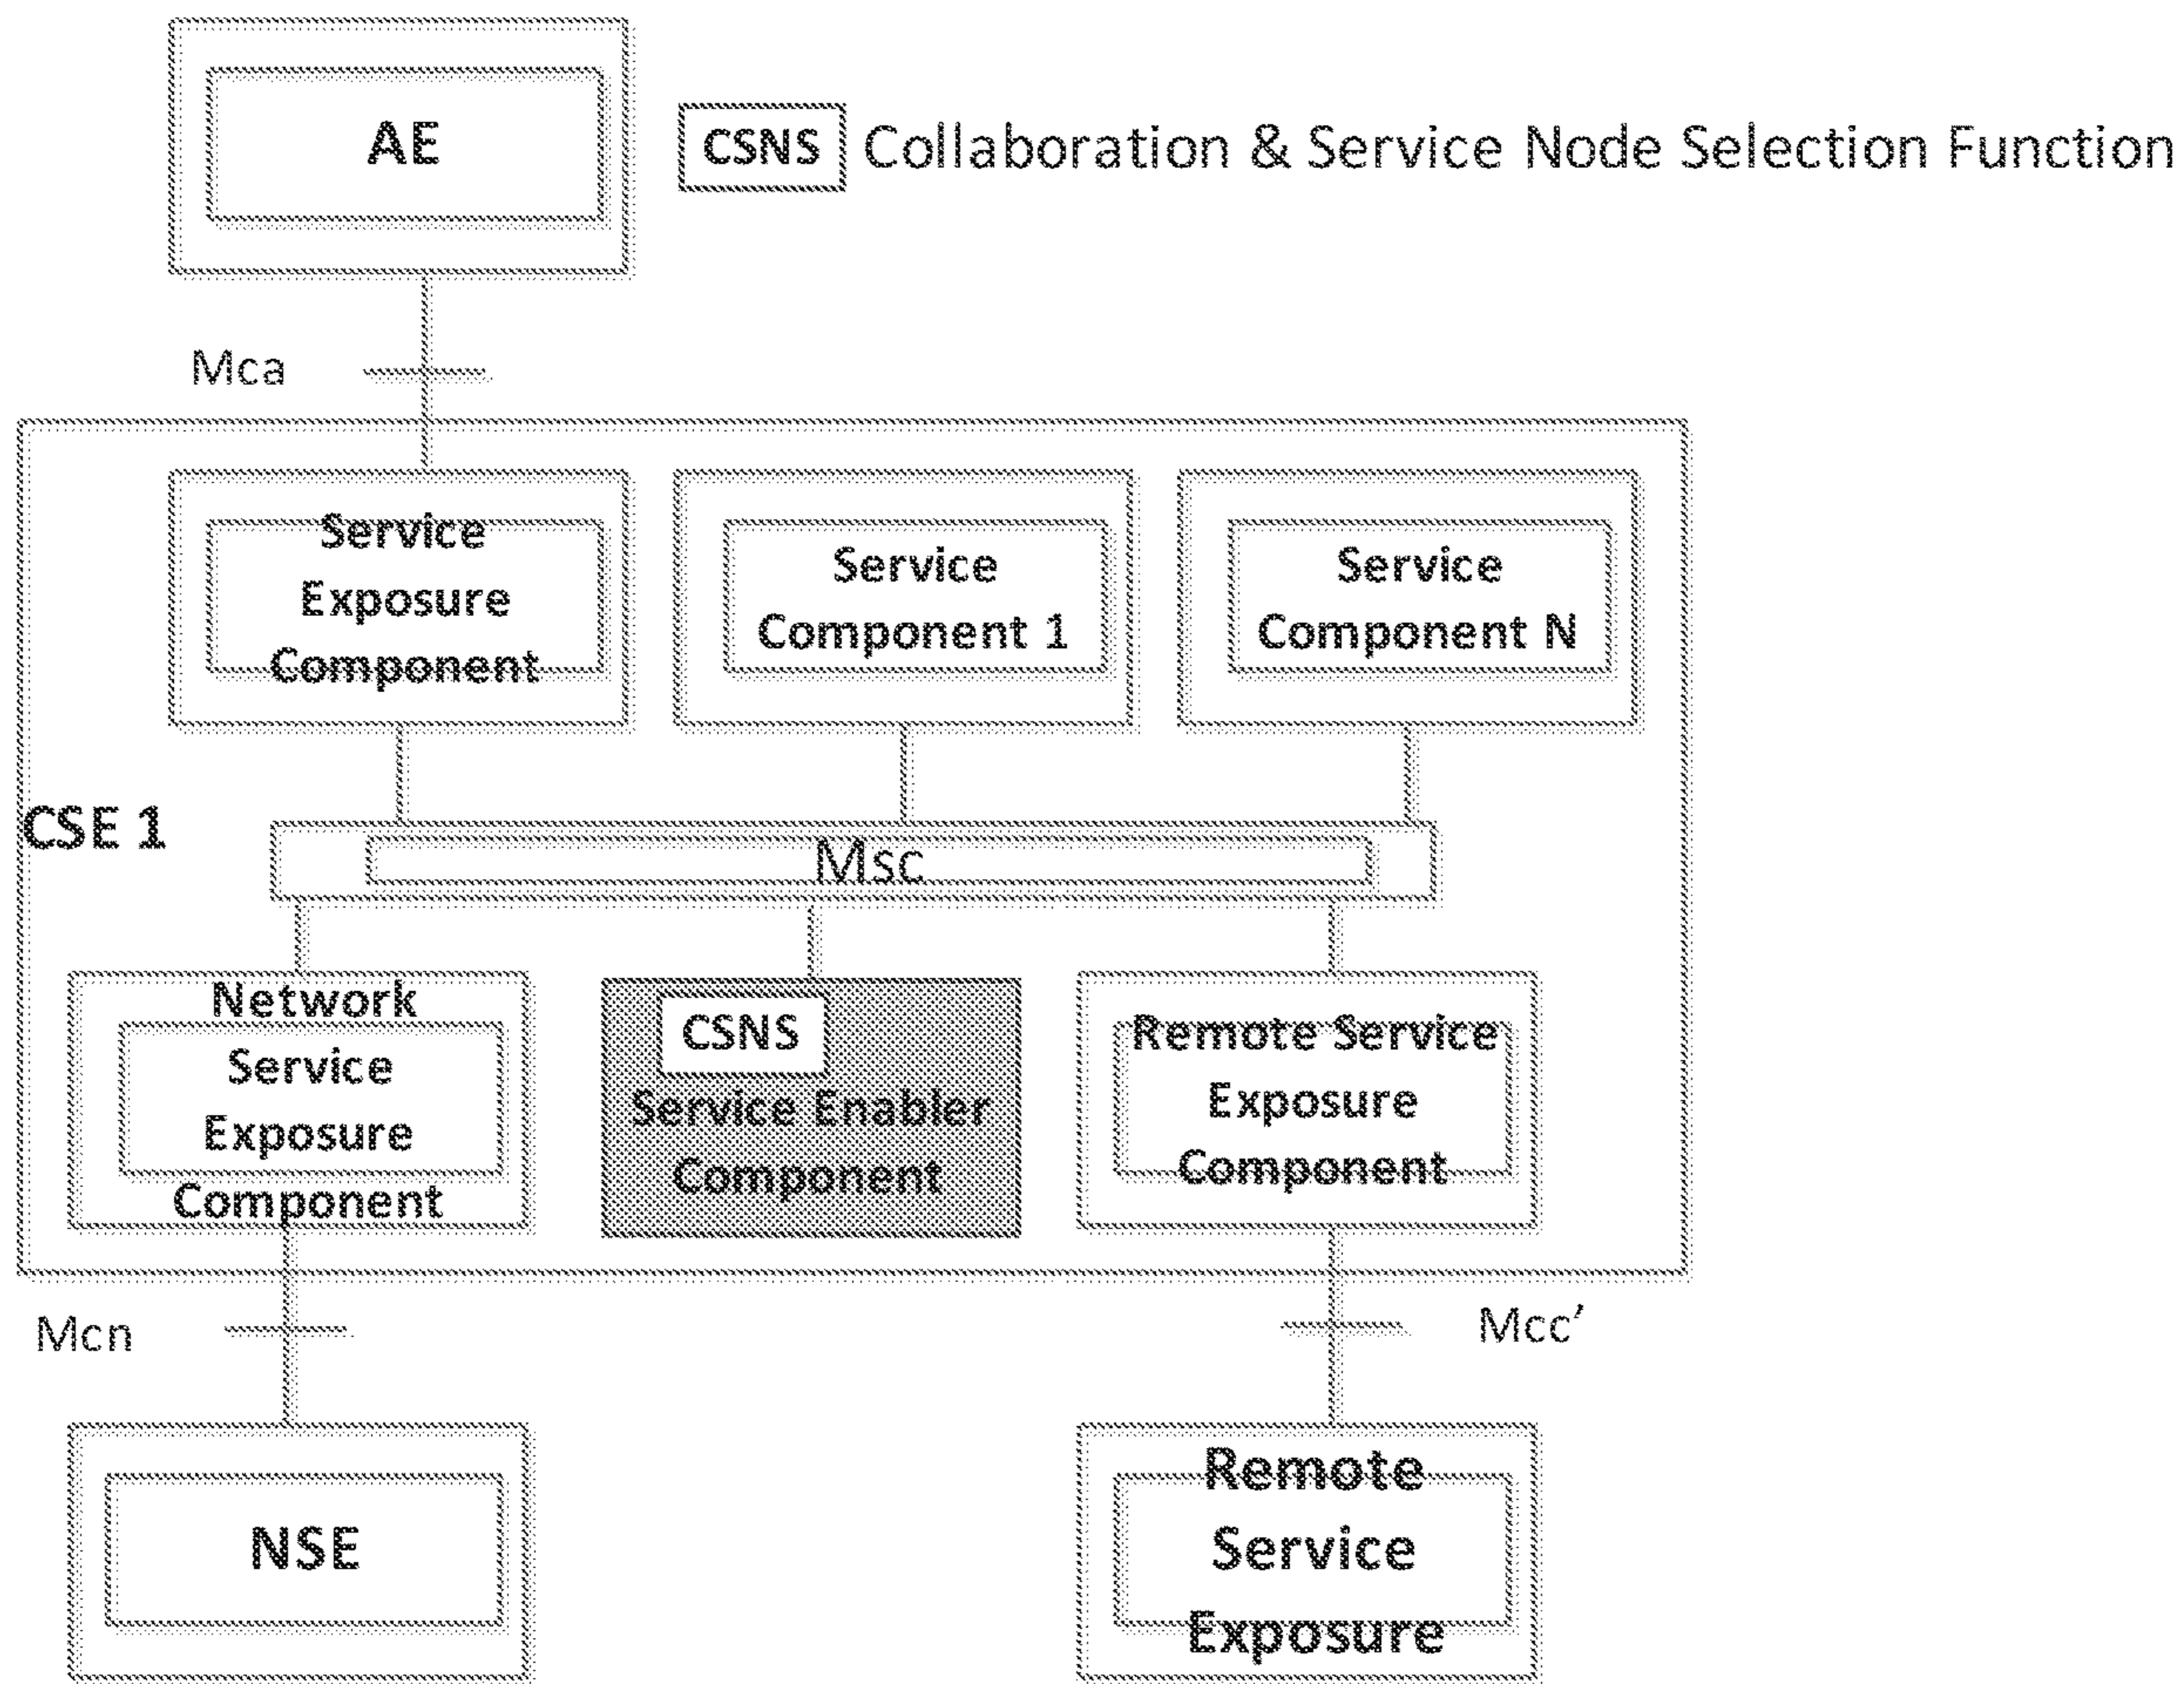 AE
CSNS Collaboration & Service Node Selection Function
Mca
Service
Exposure
Component
Service
Component 1
Service
Component N
CSE 1
Msc
Network
Service
Exposure
Component
CSNS
Service Enabler
Component
Remote Service
Exposure
Component
Mcn
Mcc’
NSE
Remote
Service
Exposure